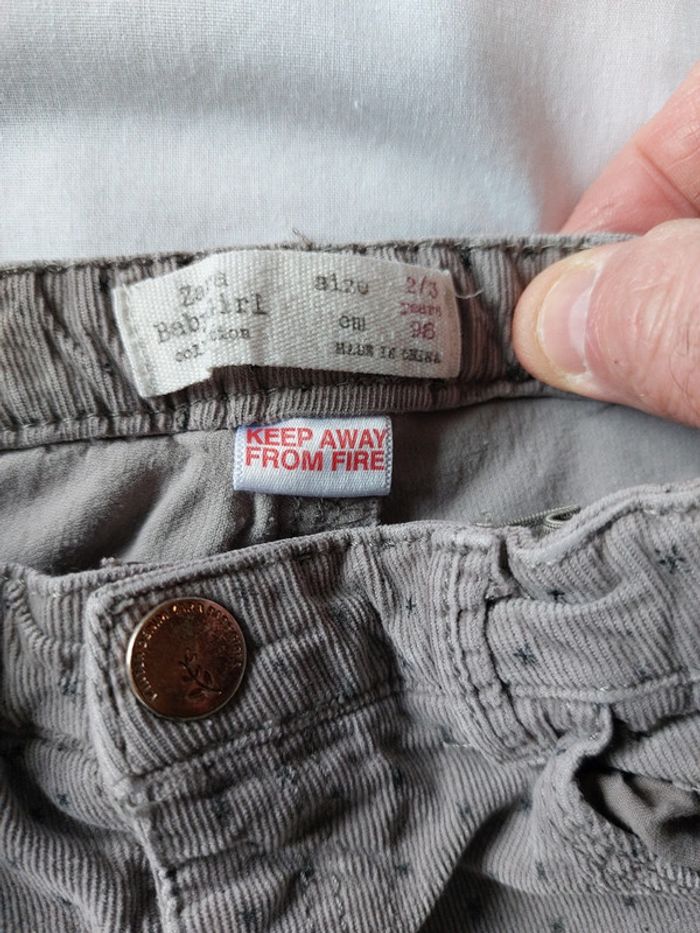 Zara
BabyGirl
collection
size 2/3
years
cm 98
MADE IN CHINA
KEEP AWAY
FROM FIRE